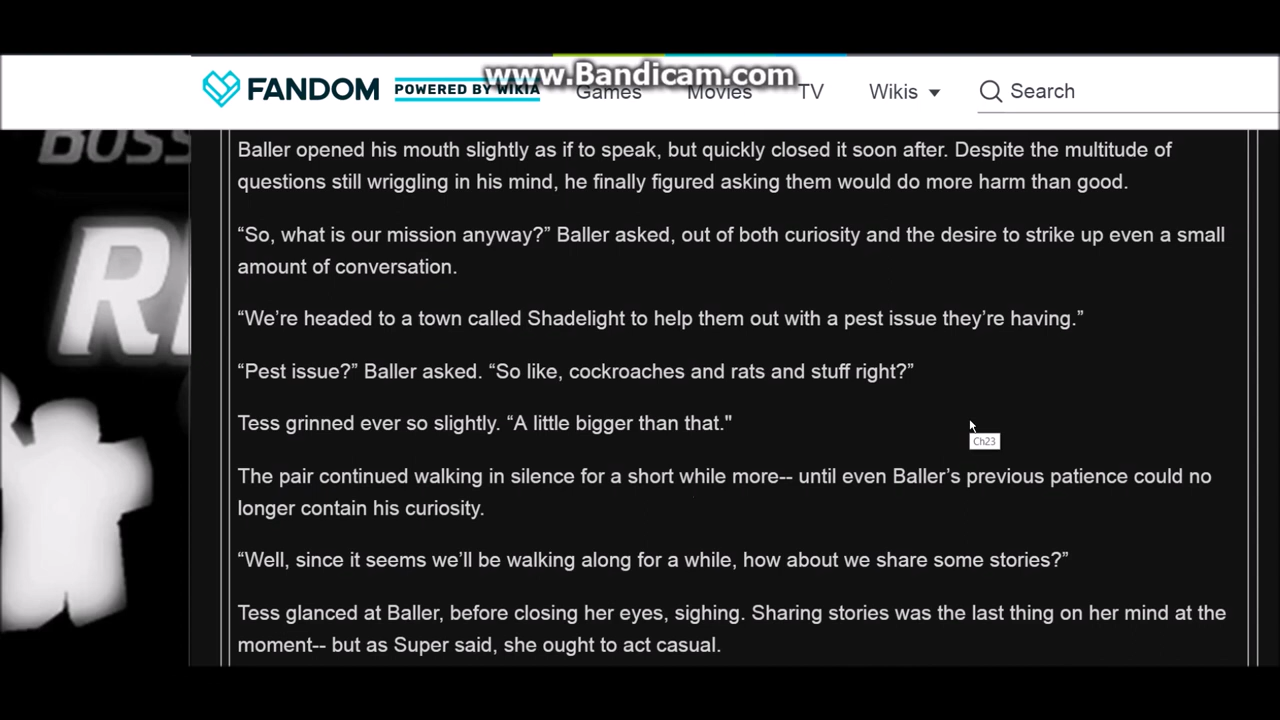 www.Bandicam.com
FANDOM POWERED BY WIKIA Games Movies TV Wikis Search
BOSS
Baller opened his mouth slightly as if to speak, but quickly closed it soon after. Despite the multitude of
questions still wriggling in his mind, he finally figured asking them would do more harm than good.
“So, what is our mission anyway?” Baller asked, out of both curiosity and the desire to strike up even a small
amount of conversation.
“We’re headed to a town called Shadelight to help them out with a pest issue they’re having.”
“Pest issue?” Baller asked. “So like, cockroaches and rats and stuff right?”
Tess grinned ever so slightly. “A little bigger than that."
Ch23
The pair continued walking in silence for a short while more-- until even Baller’s previous patience could no
longer contain his curiosity.
“Well, since it seems we’ll be walking along for a while, how about we share some stories?”
Tess glanced at Baller, before closing her eyes, sighing. Sharing stories was the last thing on her mind at the
moment-- but as Super said, she ought to act casual.